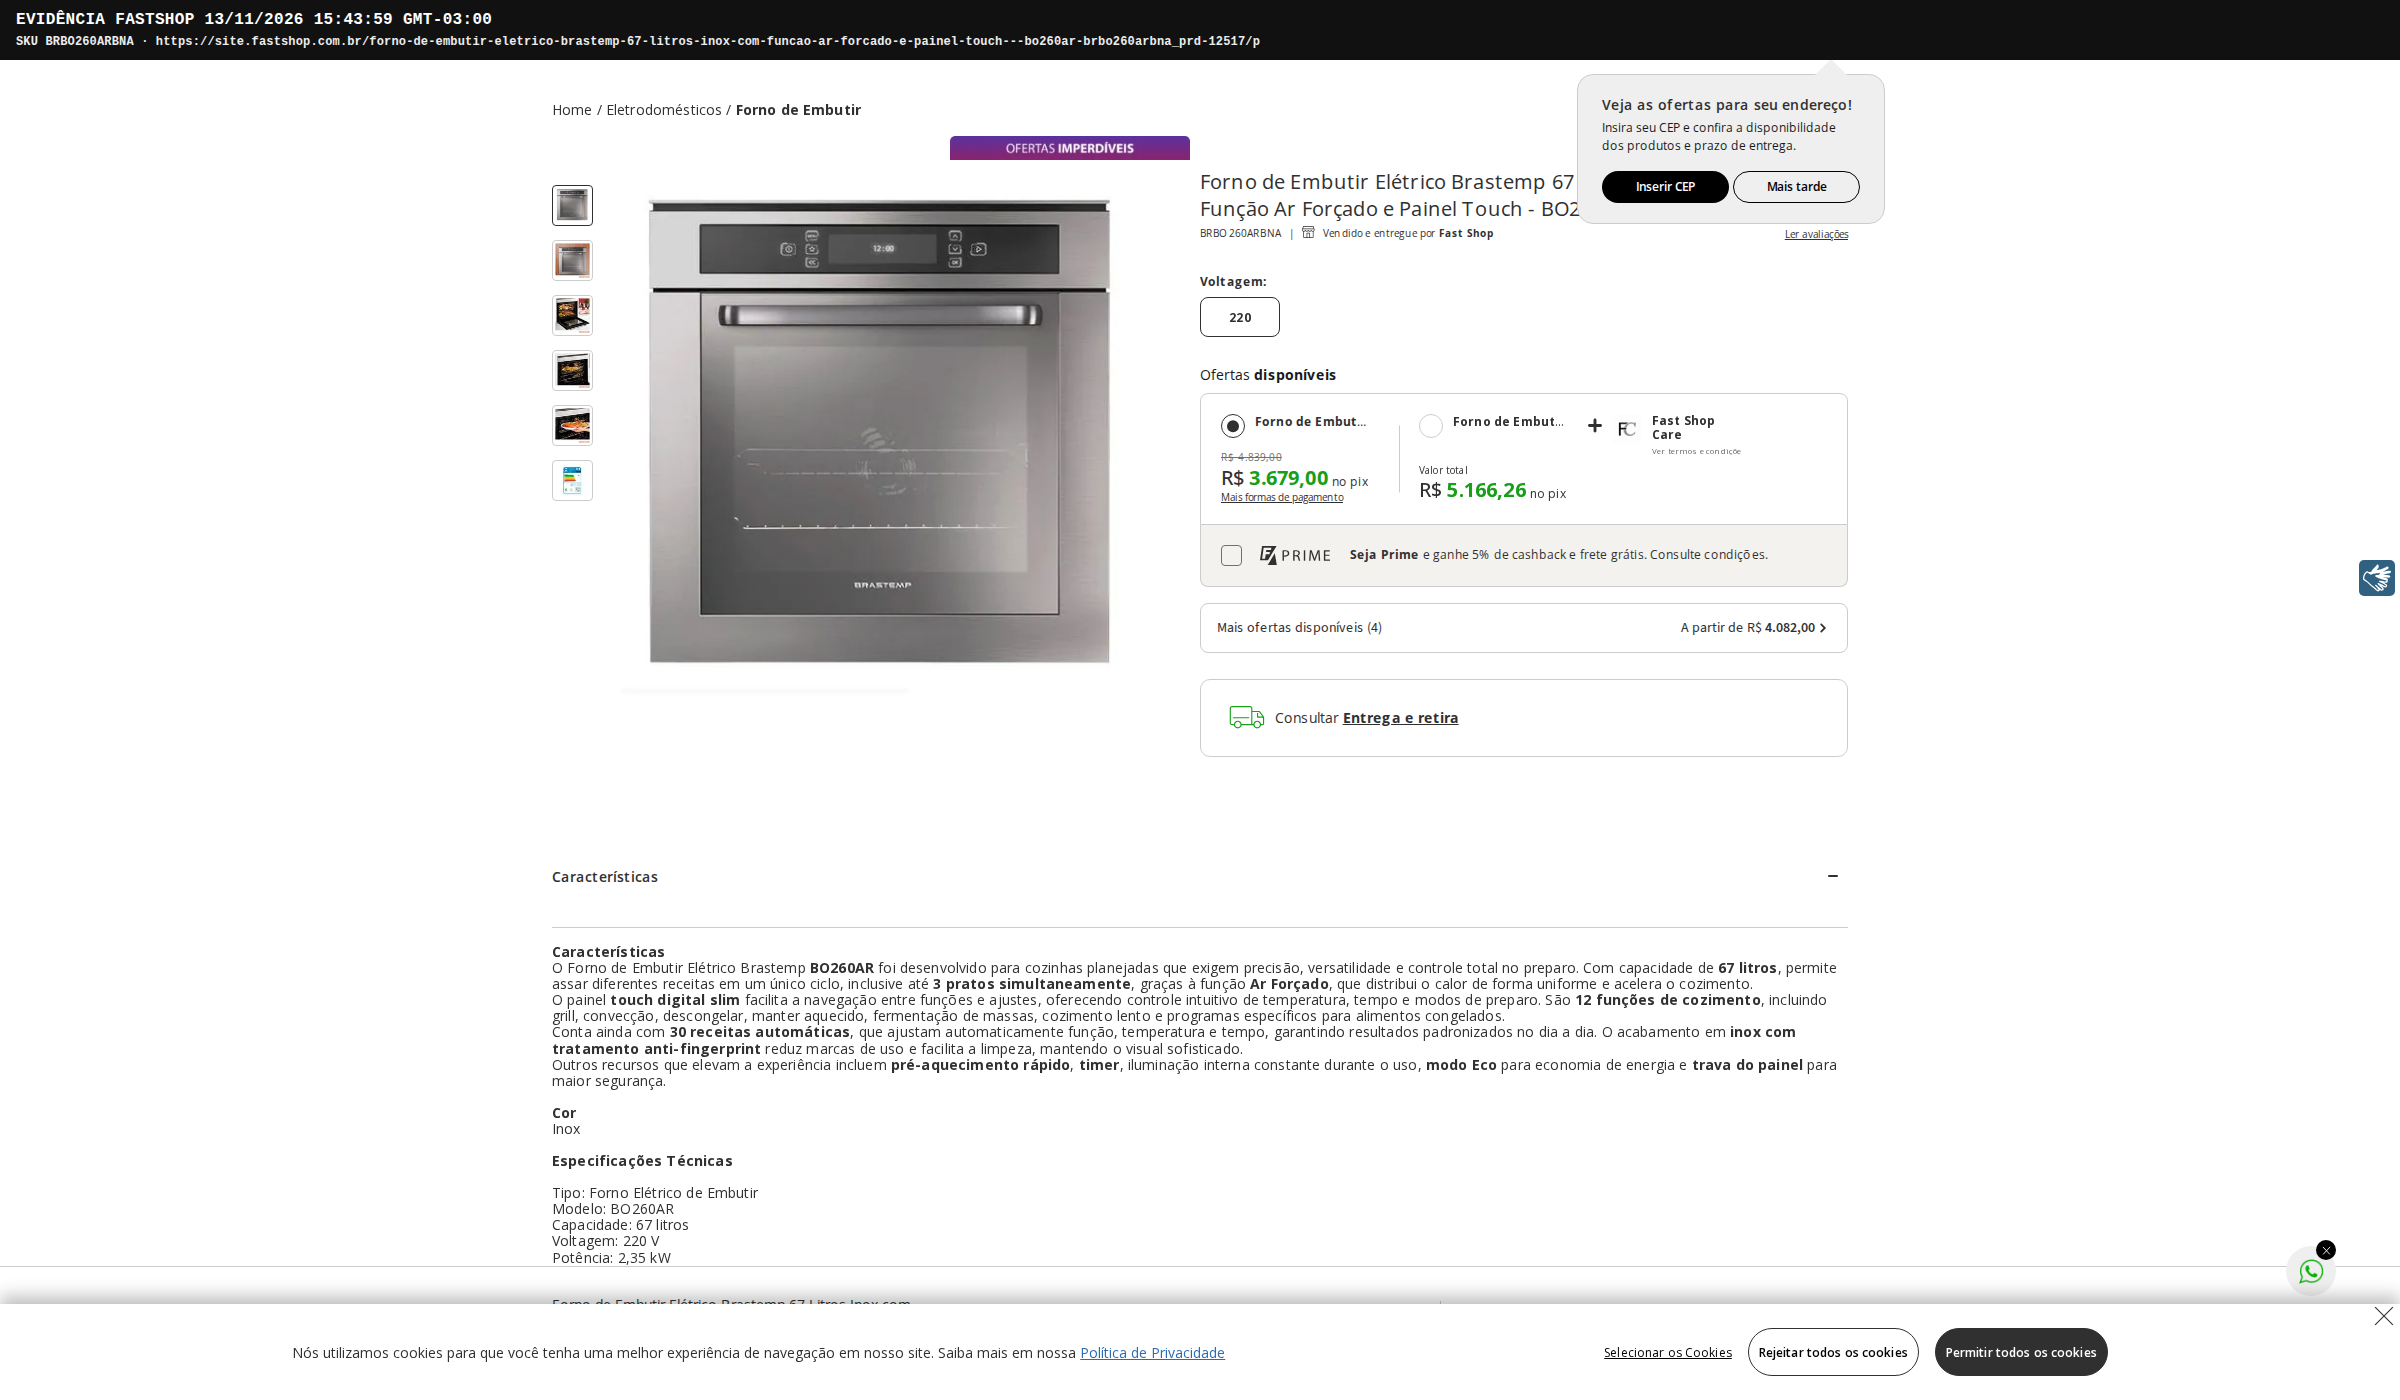 EVIDÊNCIA FASTSHOP 13/11/2026 15:43:59 GMT-03:00
SKU BRBO260ARBNA · https://site.fastshop.com.br/forno-de-embutir-eletrico-brastemp-67-litros-inox-com-funcao-ar-forcado-e-painel-touch---bo260ar-brbo260arbna_prd-12517/p
Home / Eletrodomésticos / Forno de Embutir
Veja as ofertas para seu endereço!
Insira seu CEP e confira a disponibilidade
dos produtos e prazo de entrega.
Inserir CEP
Mais tarde
OFERTAS IMPERDÍVEIS
Forno de Embutir Elétrico Brastemp 67
Função Ar Forçado e Painel Touch - BO2
BRBO260ARBNA | Vendido e entregue por Fast Shop
Ler avaliações
12:00
BRASTEMP
Voltagem:
220
Ofertas disponíveis
Forno de Embut...
R$ 4.839,00
R$ 3.679,00 no pix
Mais formas de pagamento
Forno de Embut...
Valor total
R$ 5.166,26 no pix
+
FC
Fast Shop
Care
Ver termos e condiçõe
PRIME
Seja Prime e ganhe 5% de cashback e frete grátis. Consulte condições.
Mais ofertas disponíveis (4)
A partir de R$ 4.082,00
Consultar Entrega e retira
Características
Características
O Forno de Embutir Elétrico Brastemp BO260AR foi desenvolvido para cozinhas planejadas que exigem precisão, versatilidade e controle total no preparo. Com capacidade de 67 litros, permite
assar diferentes receitas em um único ciclo, inclusive até 3 pratos simultaneamente, graças à função Ar Forçado, que distribui o calor de forma uniforme e acelera o cozimento.
O painel touch digital slim facilita a navegação entre funções e ajustes, oferecendo controle intuitivo de temperatura, tempo e modos de preparo. São 12 funções de cozimento, incluindo
grill, convecção, descongelar, manter aquecido, fermentação de massas, cozimento lento e programas específicos para alimentos congelados.
Conta ainda com 30 receitas automáticas, que ajustam automaticamente função, temperatura e tempo, garantindo resultados padronizados no dia a dia. O acabamento em inox com
tratamento anti-fingerprint reduz marcas de uso e facilita a limpeza, mantendo o visual sofisticado.
Outros recursos que elevam a experiência incluem pré-aquecimento rápido, timer, iluminação interna constante durante o uso, modo Eco para economia de energia e trava do painel para
maior segurança.
Cor
Inox
Especificações Técnicas
Tipo: Forno Elétrico de Embutir
Modelo: BO260AR
Capacidade: 67 litros
Voltagem: 220 V
Potência: 2,35 kW
Forno de Embutir Elétrico Brastemp 67 Litros Inox com
Nós utilizamos cookies para que você tenha uma melhor experiência de navegação em nosso site. Saiba mais em nossa Política de Privacidade
Selecionar os Cookies
Rejeitar todos os cookies
Permitir todos os cookies